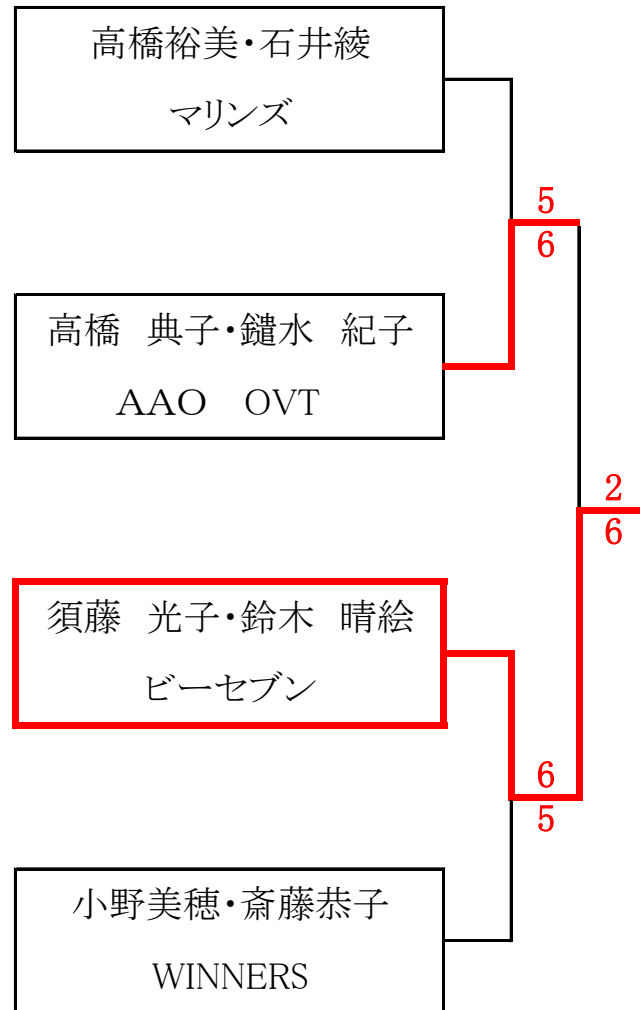 高橋裕美・石井綾
マリンズ
5
6
高橋　典子・鑓水　紀子
AAO　OVT
2
6
須藤　光子・鈴木　晴絵
ビーセブン
6
5
小野美穂・斎藤恭子
WINNERS